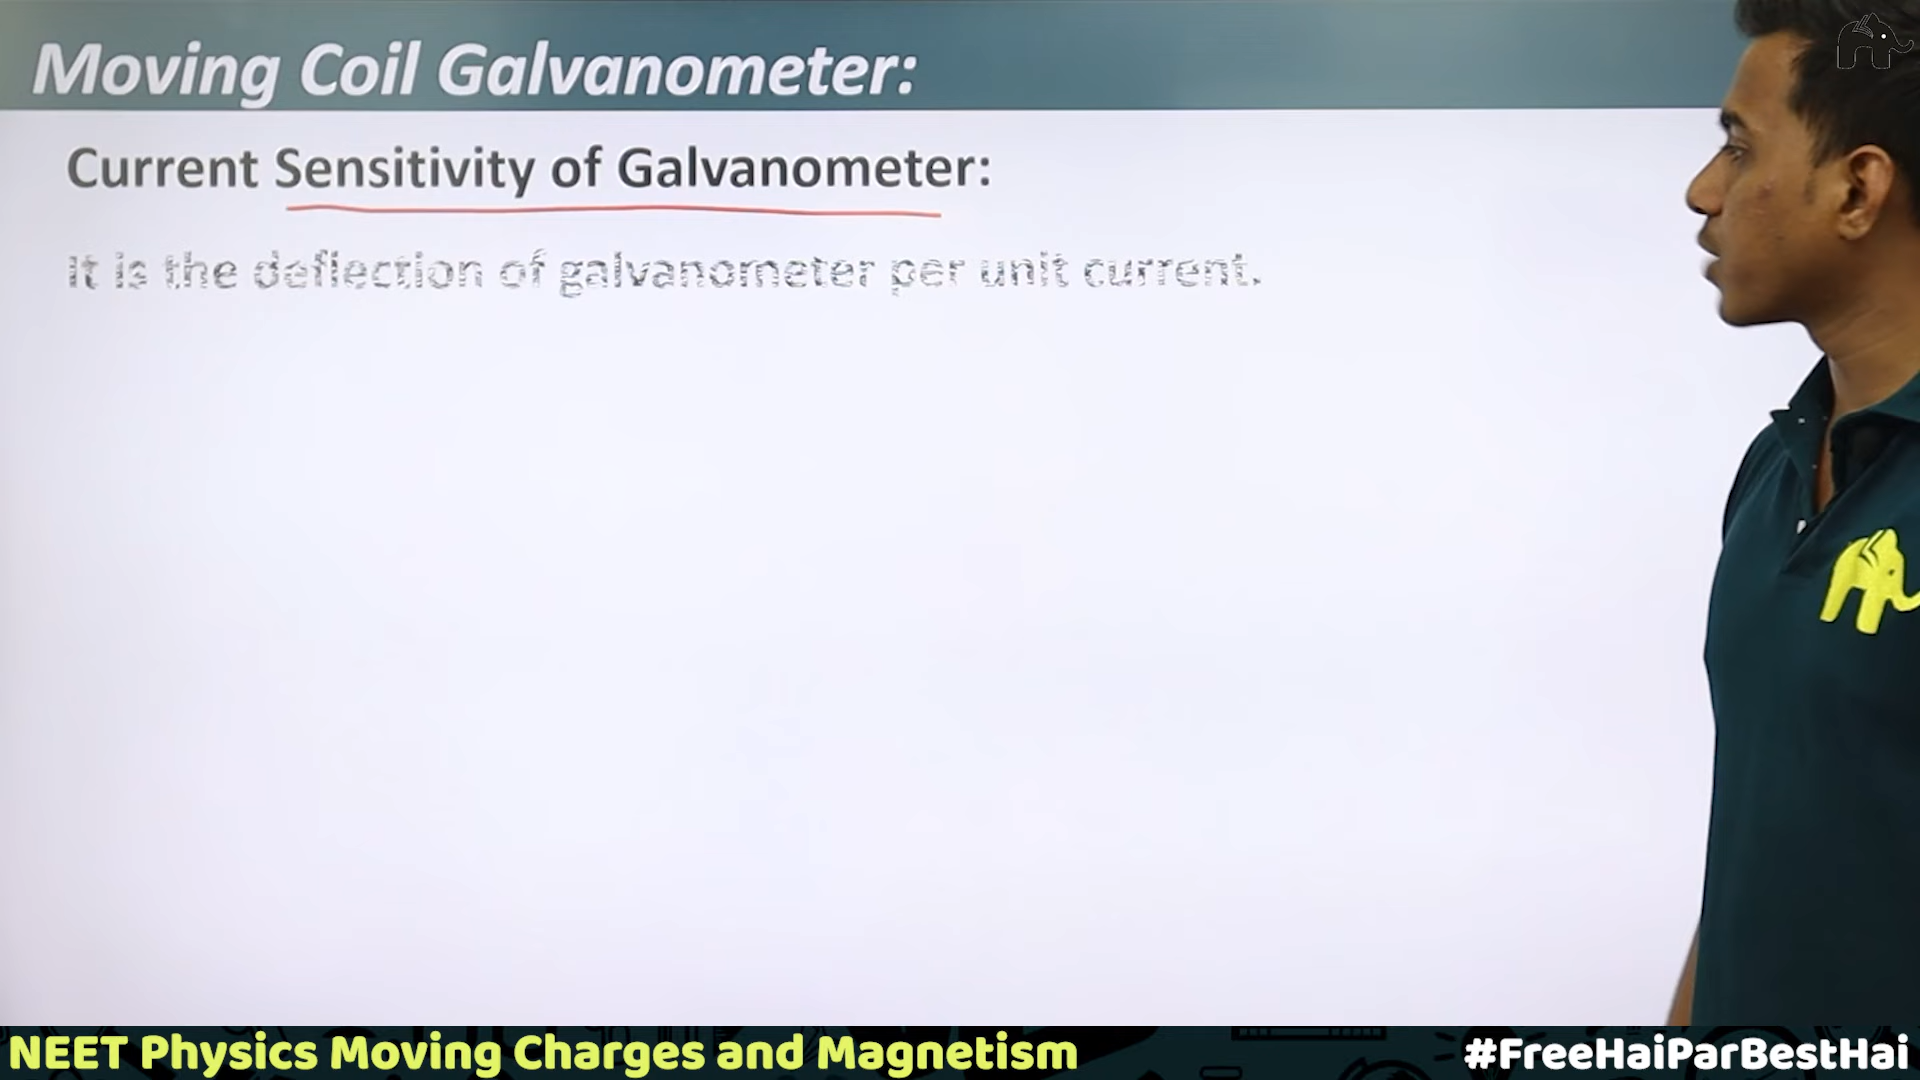 Moving Coil Galvanometer:
Current Sensitivity of Galvanometer:
It is the deflection of galvanometer per unit current.
NEET Physics Moving Charges and Magnetism
#FreeHaiParBestHai